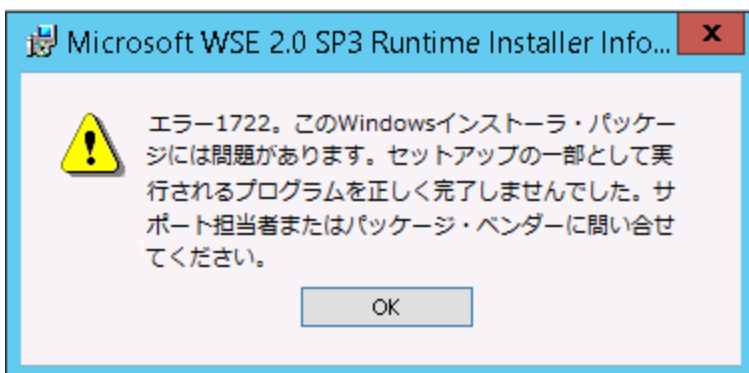 Microsoft WSE 2.0 SP3 Runtime Installer Info...
エラー1722。このWindowsインストーラ・パッケー
ジには問題があります。セットアップの一部として実
行されるプログラムを正しく完了しませんでした。サ
ポート担当者またはパッケージ・ベンダーに問い合せ
てください。
OK